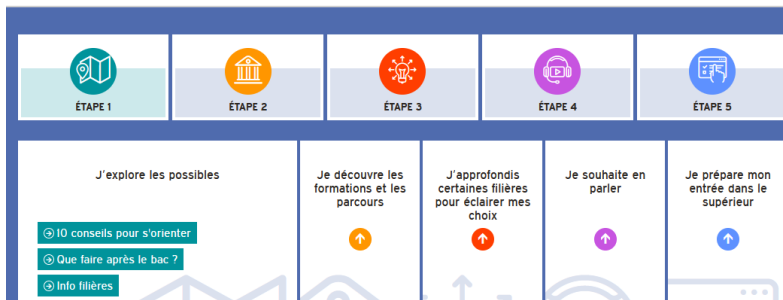 ÉTAPE 1
ÉTAPE 2
ÉTAPE 3
ÉTAPE 4
ÉTAPE 5
J'explore les possibles
10 conseils pour s'orienter
Que faire après le bac ?
Info filières
Je découvre les
formations et les
parcours
J'approfondis
certaines filières
pour éclairer mes
choix
Je souhaite en
parler
Je prépare mon
entrée dans le
supérieur